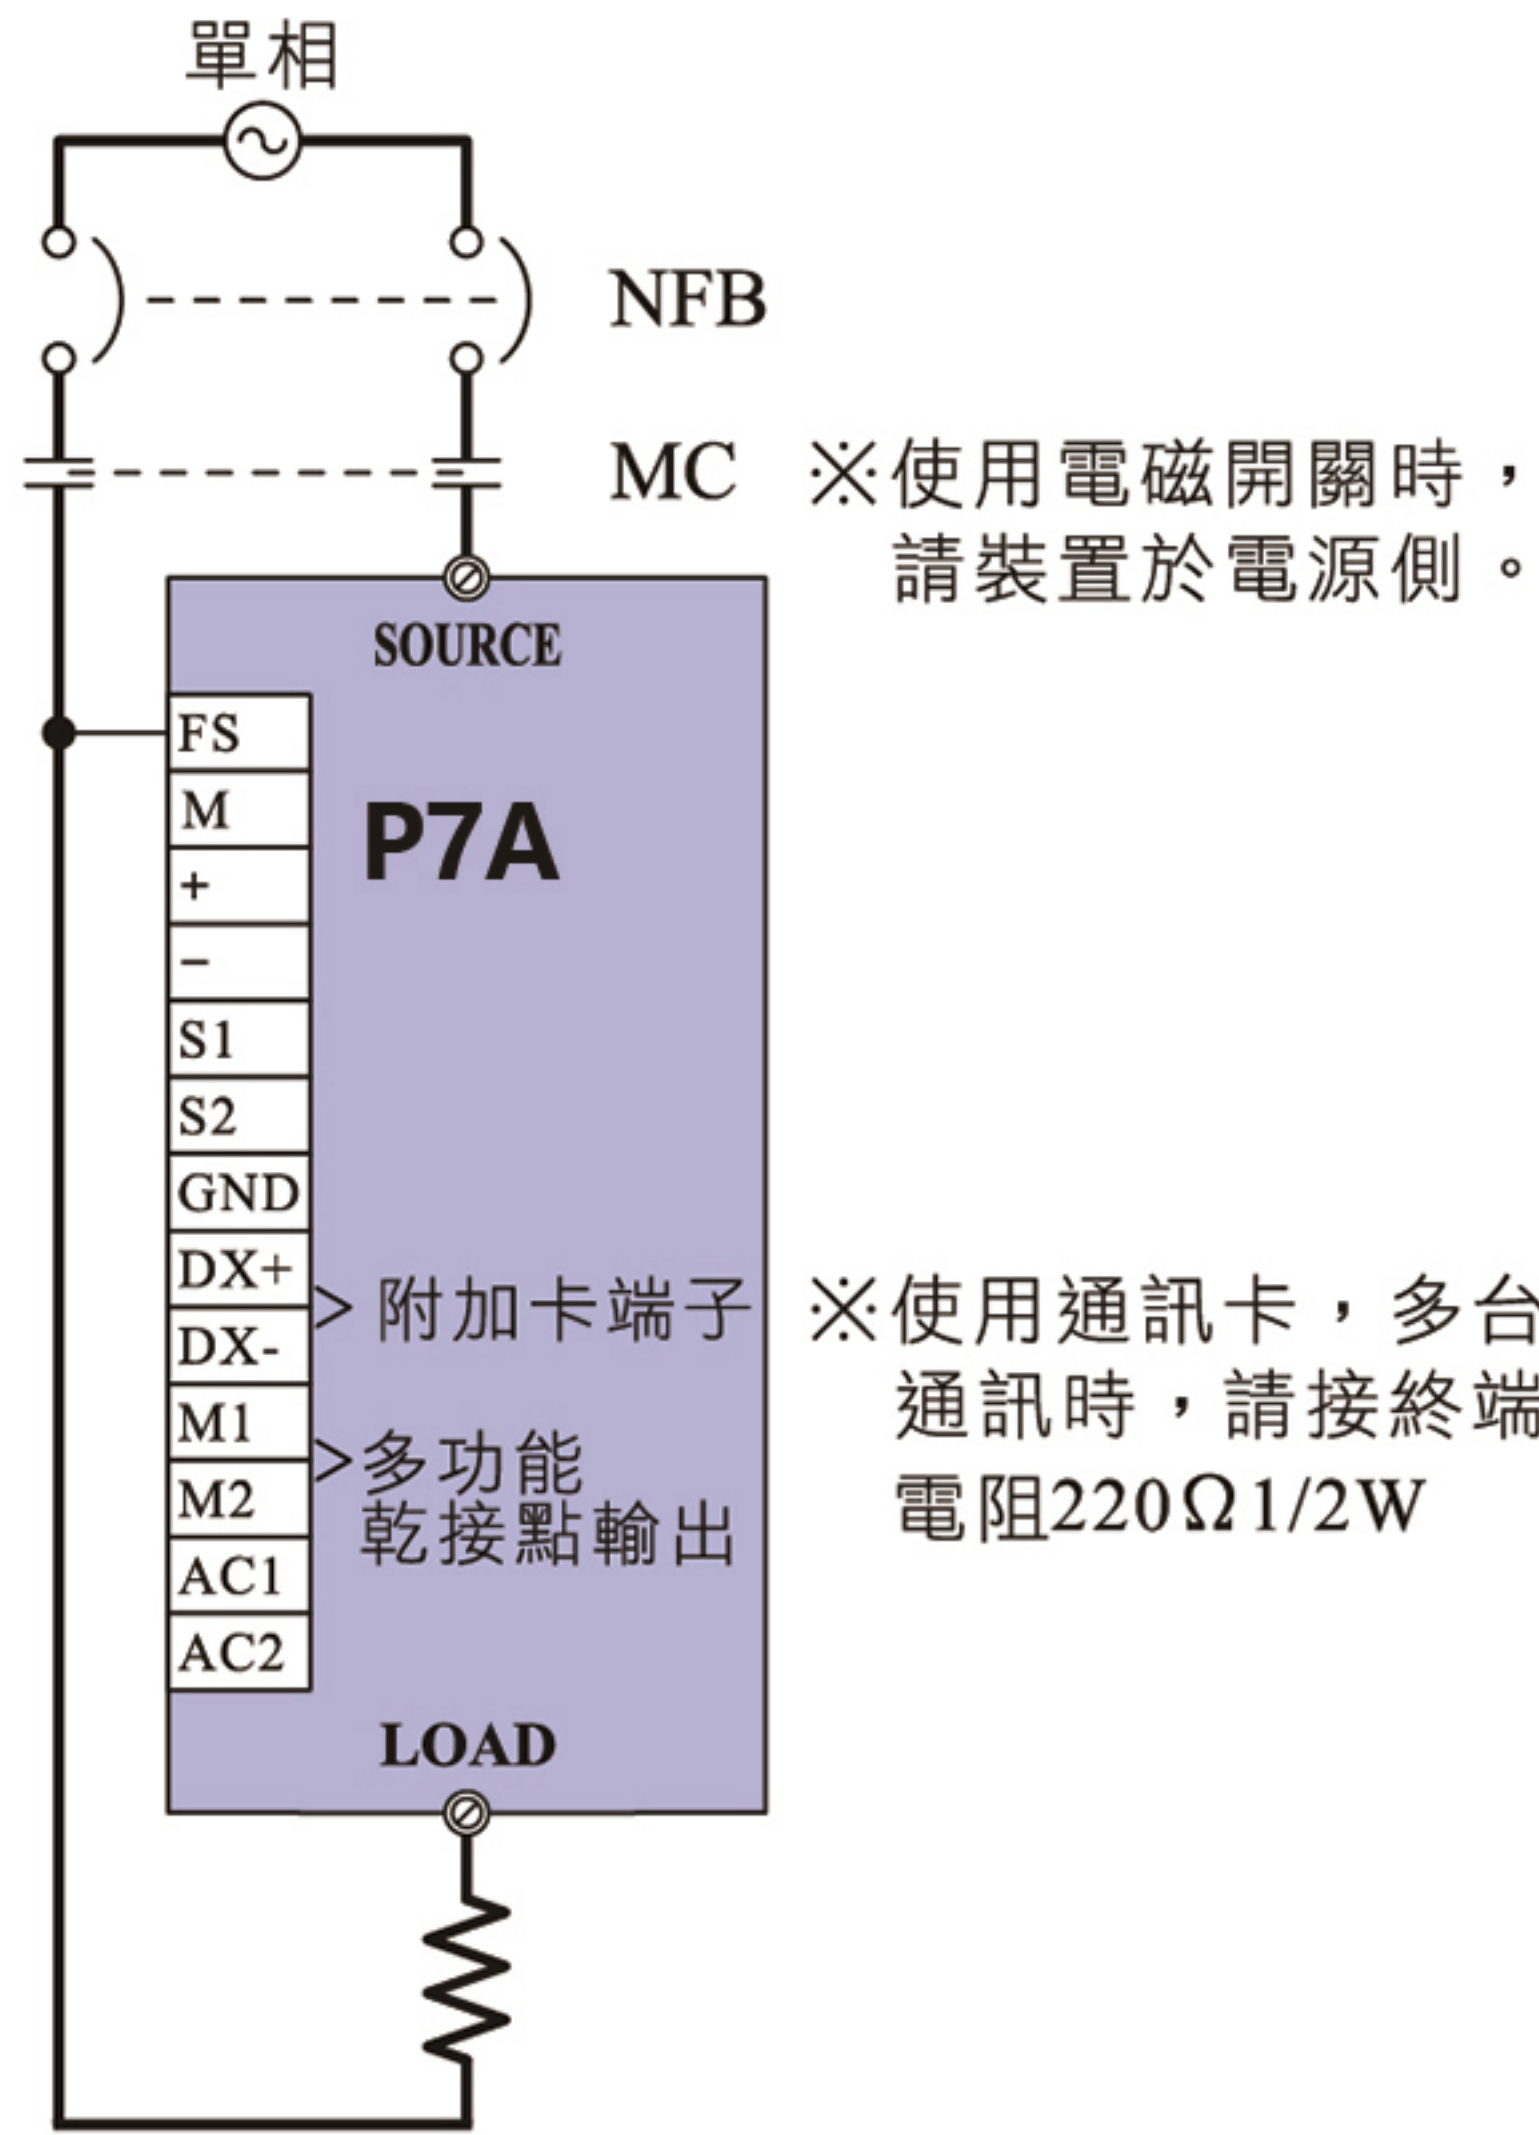 單相
NFB
MC
※使用電磁開關時，
請裝置於電源側。
SOURCE
FS
M
P7A
+
−
S1
S2
GND
DX+
DX-
附加卡端子
※使用通訊卡，多台
通訊時，請接終端
電阻220Ω1/2W
M1
M2
多功能
乾接點輸出
AC1
AC2
LOAD